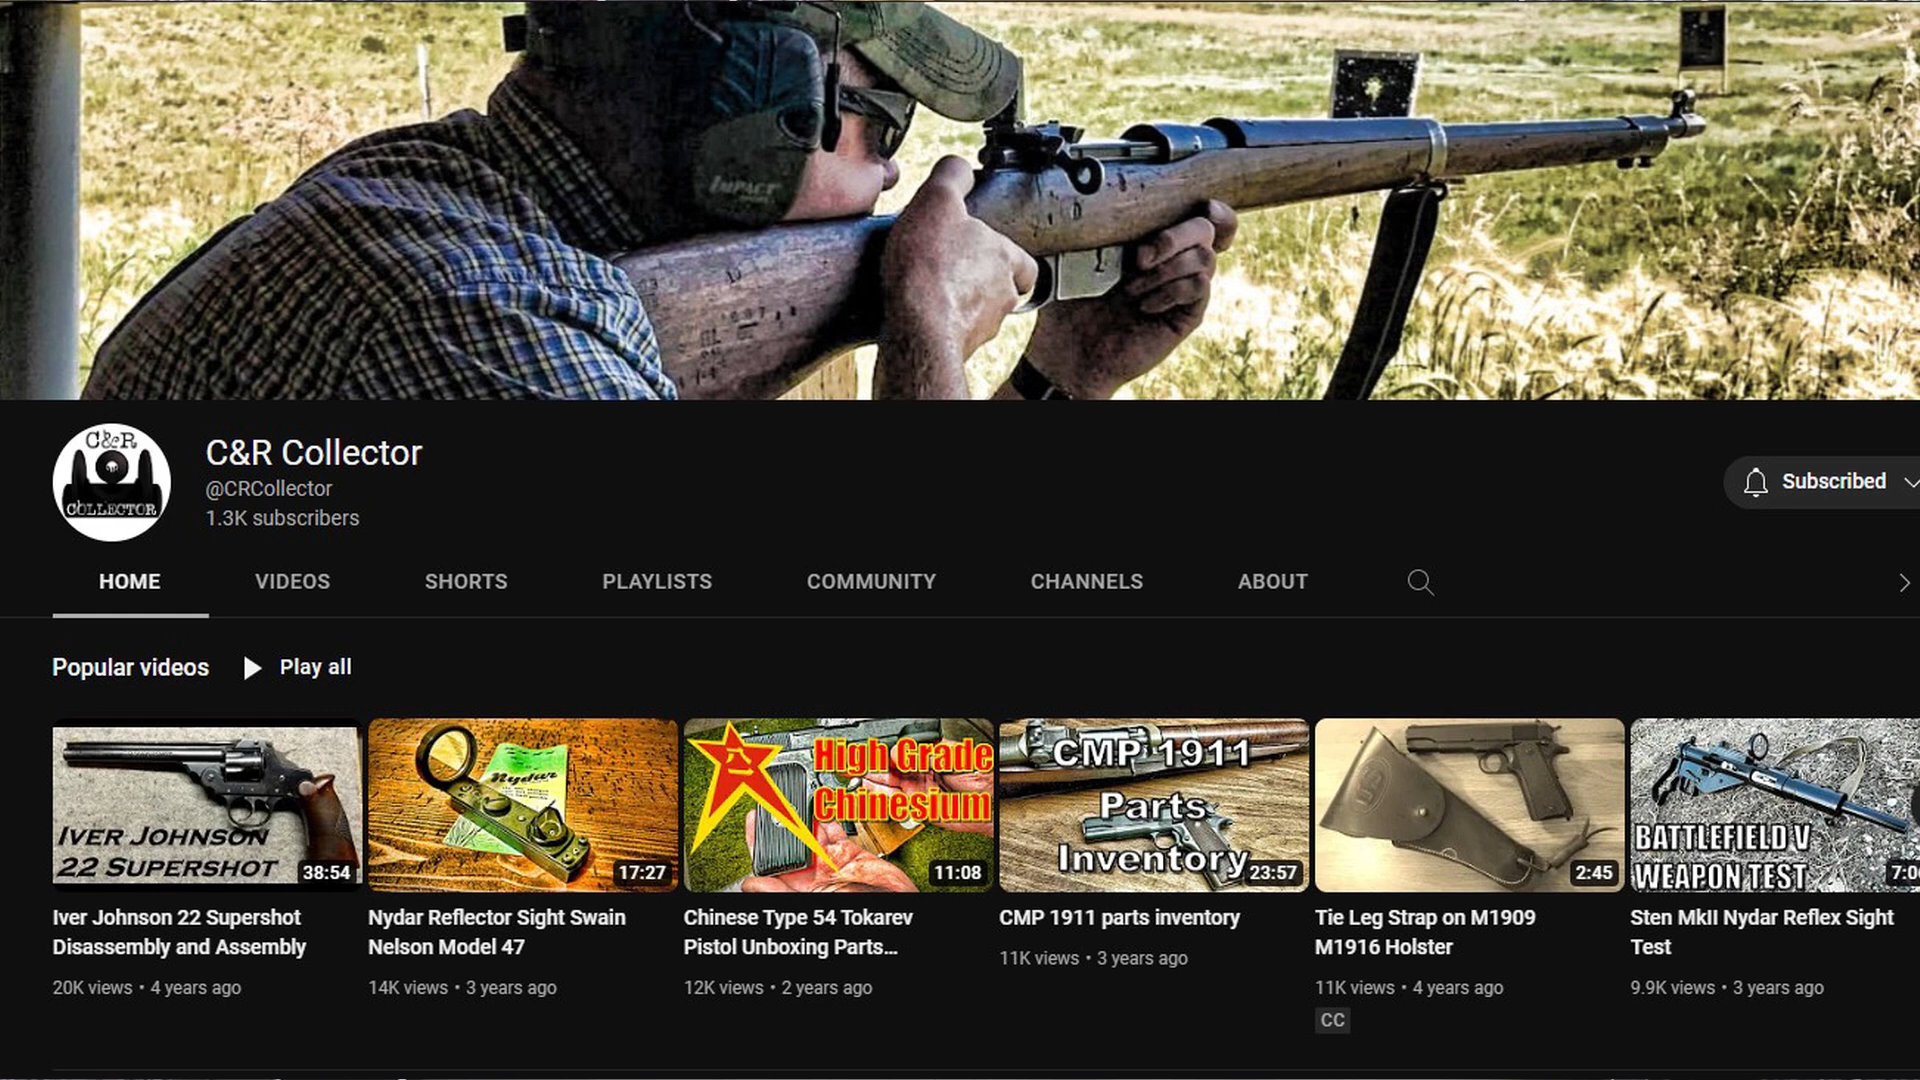 IMPACT
C&R
COLLECTOR
C&R Collector
@CRCollector
1.3K subscribers
Subscribed
HOME VIDEOS SHORTS PLAYLISTS COMMUNITY CHANNELS ABOUT
Popular videos Play all
IVER JOHNSON
22 SUPERSHOT
38:54
Nydar
17:27
High Grade
Chinesium
11:08
CMP 1911
Parts
Inventory
23:57
2:45
BATTLEFIELD V
WEAPON TEST
Iver Johnson 22 Supershot
Disassembly and Assembly
20K views • 4 years ago
Nydar Reflector Sight Swain
Nelson Model 47
14K views • 3 years ago
Chinese Type 54 Tokarev
Pistol Unboxing Parts...
12K views • 2 years ago
CMP 1911 parts inventory
11K views • 3 years ago
Tie Leg Strap on M1909
M1916 Holster
11K views • 4 years ago
CC
Sten MkII Nydar Reflex Sight
Test
9.9K views • 3 years ago